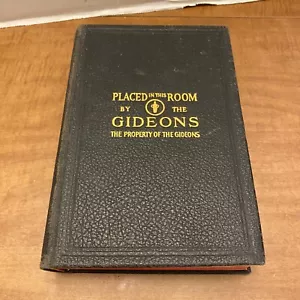 PLACED IN THIS ROOM
BY THE
GIDEONS
THE PROPERTY OF THE GIDEONS